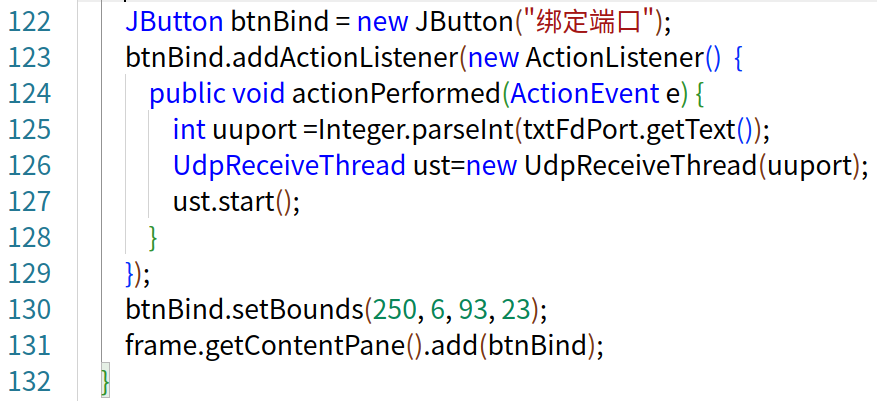 122 JButton btnBind = new JButton("绑定端口");
123 btnBind.addActionListener(new ActionListener() {
124 public void actionPerformed(ActionEvent e) {
125 int uuport =Integer.parseInt(txtFdPort.getText());
126 UdpReceiveThread ust=new UdpReceiveThread(uuport);
127 ust.start();
128 }
129 });
130 btnBind.setBounds(250, 6, 93, 23);
131 frame.getContentPane().add(btnBind);
132 }